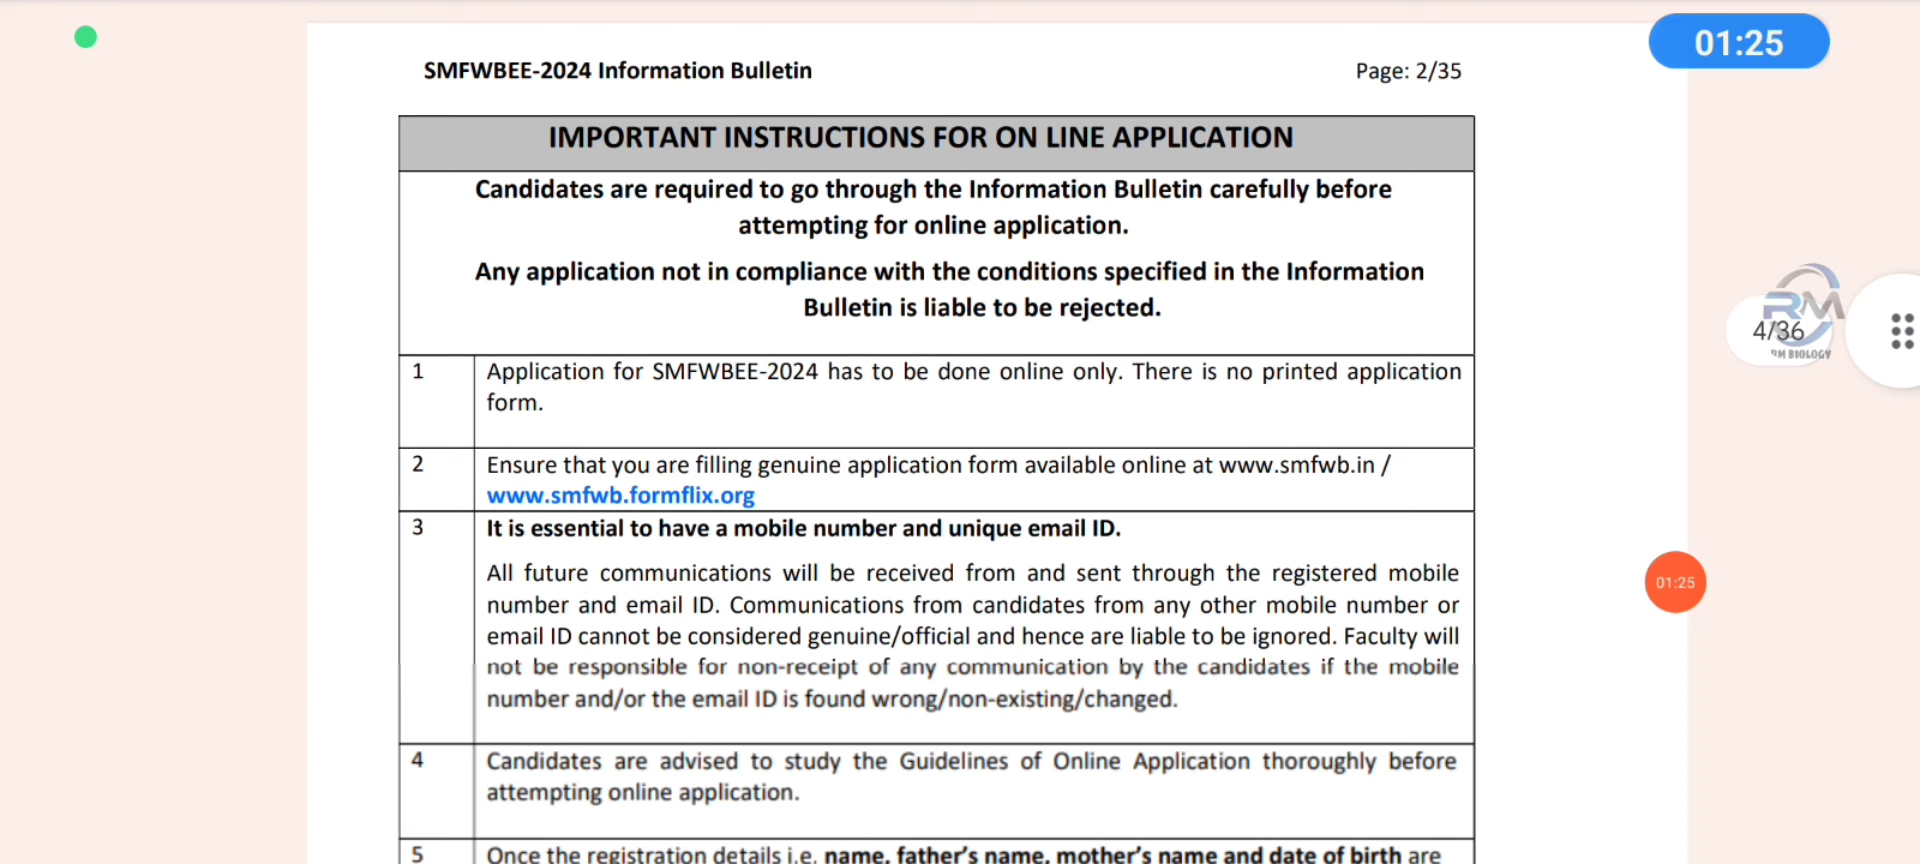 01:25
SMFWBEE-2024 Information Bulletin
Page: 2/35
IMPORTANT INSTRUCTIONS FOR ON LINE APPLICATION
Candidates are required to go through the Information Bulletin carefully before
attempting for online application.
Any application not in compliance with the conditions specified in the Information
Bulletin is liable to be rejected.
1 Application for SMFWBEE-2024 has to be done online only. There is no printed application
form.
2 Ensure that you are filling genuine application form available online at www.smfwb.in /
www.smfwb.formflix.org
3 It is essential to have a mobile number and unique email ID.
All future communications will be received from and sent through the registered mobile
number and email ID. Communications from candidates from any other mobile number or
email ID cannot be considered genuine/official and hence are liable to be ignored. Faculty will
not be responsible for non-receipt of any communication by the candidates if the mobile
number and/or the email ID is found wrong/non-existing/changed.
4 Candidates are advised to study the Guidelines of Online Application thoroughly before
attempting online application.
5 Once the registration details i.e. name, father's name, mother's name and date of birth are
RM
4/36
RM BIOLOGY
01:25